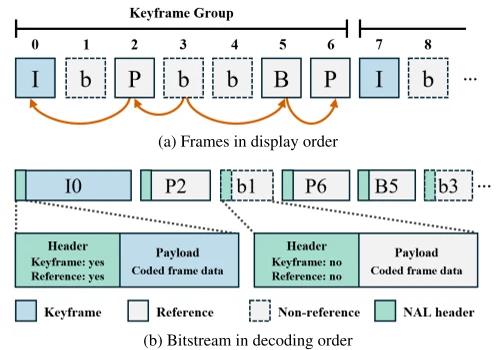 Keyframe Group
0 1 2 3 4 5 6 7 8
I b P b b B P I b ...
(a) Frames in display order
I0 P2 b1 P6 B5 b3 ...
Header Payload Header Payload
Keyframe: yes Coded frame data Keyframe: no Coded frame data
Reference: yes Reference: no
Keyframe Reference Non-reference NAL header
(b) Bitstream in decoding order